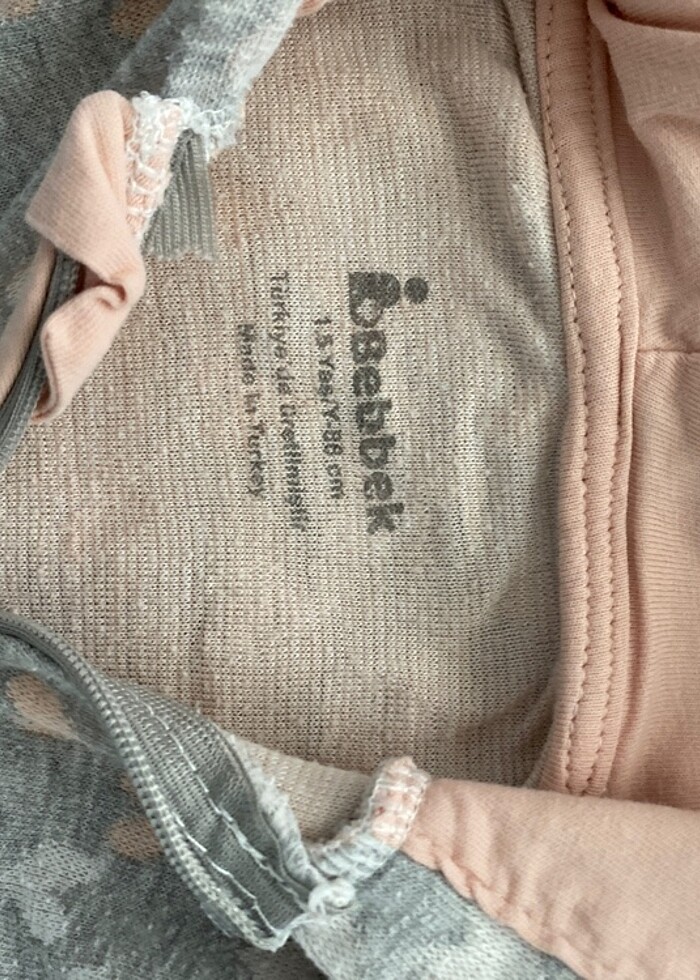 Bebbek
1.5 Yaş/Y-86 cm
Türkiye'de üretilmiştir
Made in Turkey